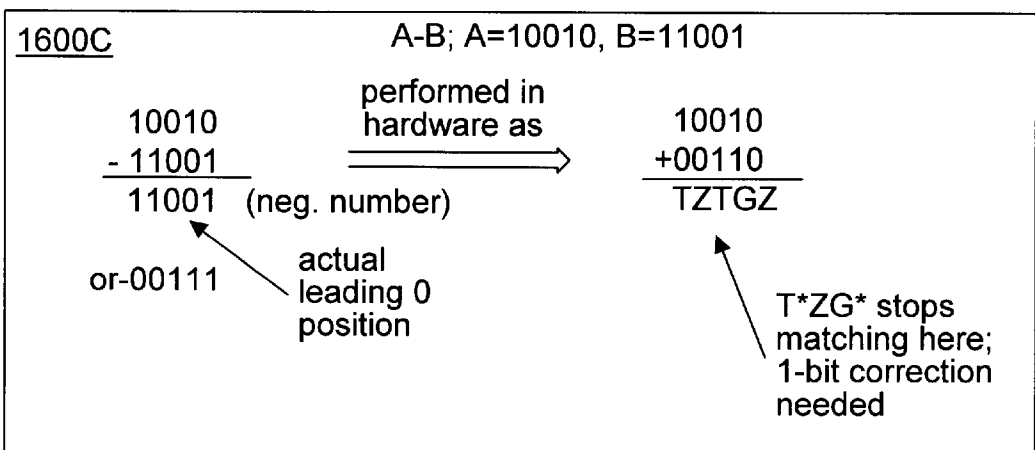 1600C
A-B; A=10010, B=11001
10010
- 11001
11001 (neg. number)
or-00111
actual
leading 0
position
performed in
hardware as
10010
+00110
TZTGZ
T*ZG* stops
matching here;
1-bit correction
needed